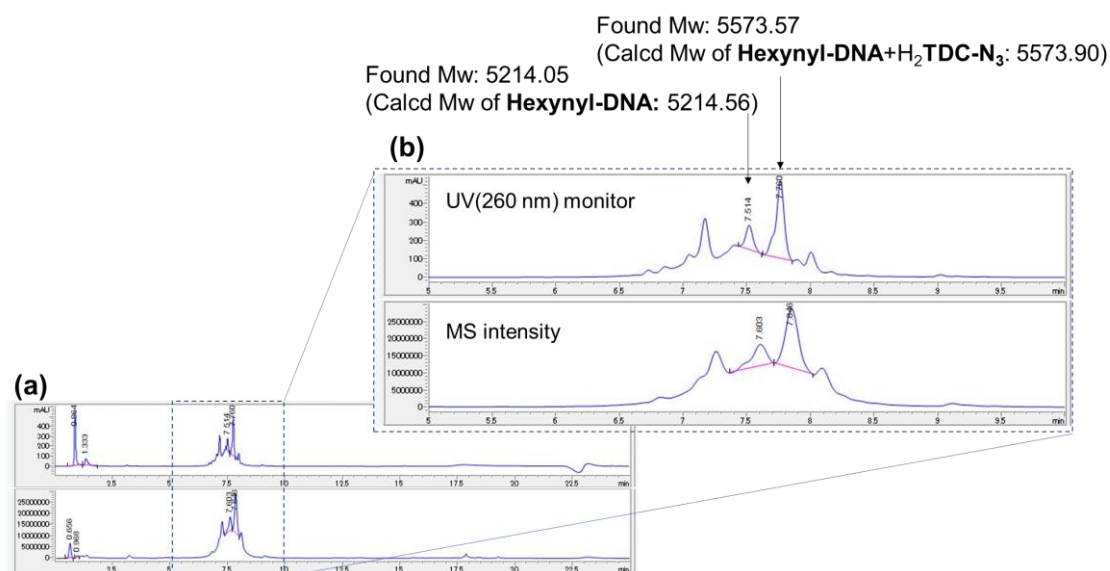 Found Mw: 5573.57
(Calcd Mw of Hexynyl-DNA+H₂TDC-N₃: 5573.90)
Found Mw: 5214.05
(Calcd Mw of Hexynyl-DNA: 5214.56)
(b)
mAU
UV(260 nm) monitor
7.514
7.760
400
300
200
100
0
5 5.5 6 6.5 7 7.5 8 8.5 9 9.5 min
MS intensity
7.603
7.846
25000000
20000000
15000000
10000000
5000000
0
5 5.5 6 6.5 7 7.5 8 8.5 9 9.5 min
(a)
mAU
1.333
7.514
400
300
200
100
0
2.5 5 7.5 10 12.5 15 17.5 20 22.5 min
0.656
0.968
7.603
25000000
20000000
15000000
10000000
5000000
0
2.5 5 7.5 10 12.5 15 17.5 20 22.5 min